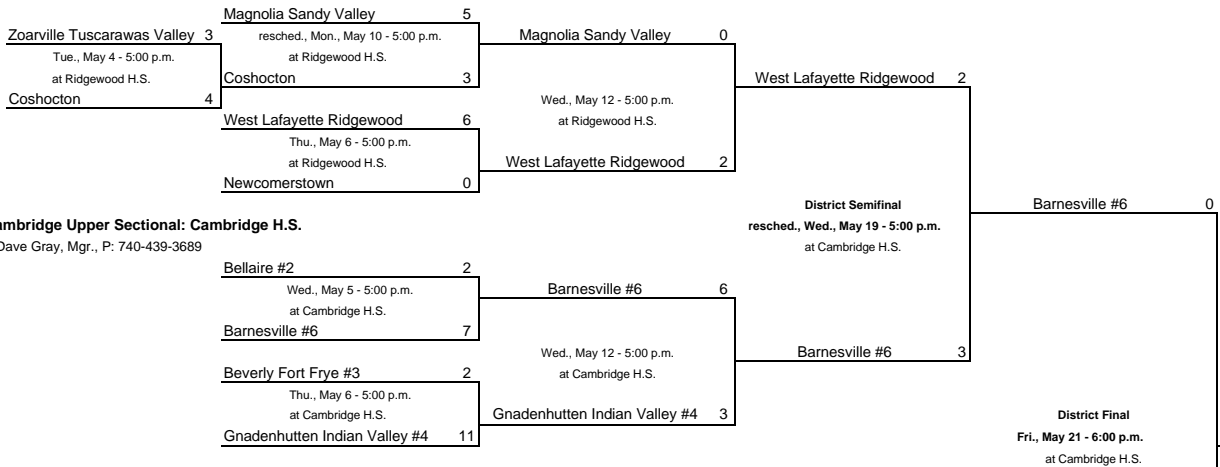 Magnolia Sandy Valley 5
Zoarville Tuscarawas Valley 3
resched., Mon., May 10 - 5:00 p.m.
Magnolia Sandy Valley 0
Tue., May 4 - 5:00 p.m.
at Ridgewood H.S.
at Ridgewood H.S.
Coshocton 3
West Lafayette Ridgewood 2
Coshocton 4
Wed., May 12 - 5:00 p.m.
West Lafayette Ridgewood 6
at Ridgewood H.S.
Thu., May 6 - 5:00 p.m.
at Ridgewood H.S.
West Lafayette Ridgewood 2
Newcomerstown 0
District Semifinal
Barnesville #6 0
ambridge Upper Sectional: Cambridge H.S.
resched., Wed., May 19 - 5:00 p.m.
Dave Gray, Mgr., P: 740-439-3689
at Cambridge H.S.
Bellaire #2 2
Wed., May 5 - 5:00 p.m.
Barnesville #6 6
at Cambridge H.S.
Barnesville #6 7
Wed., May 12 - 5:00 p.m.
Barnesville #6 3
at Cambridge H.S.
Beverly Fort Frye #3 2
Thu., May 6 - 5:00 p.m.
at Cambridge H.S.
Gnadenhutten Indian Valley #4 3
District Final
Gnadenhutten Indian Valley #4 11
Fri., May 21 - 6:00 p.m.
at Cambridge H.S.